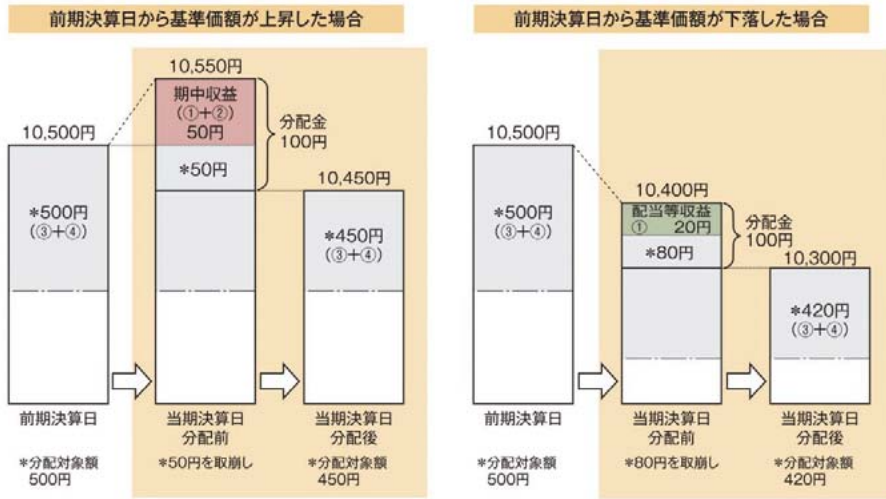 前期決算日から基準価額が上昇した場合
10,550円
期中収益
(①+②)
50円
分配金
100円
10,500円
*50円
10,450円
*500円
(③+④)
*450円
(③+④)
前期決算日
当期決算日
分配前
当期決算日
分配後
*分配対象額
500円
*50円を取崩し
*分配対象額
450円
前期決算日から基準価額が下落した場合
10,500円
10,400円
配当等収益
① 20円
分配金
100円
*80円
10,300円
*500円
(③+④)
*420円
(③+④)
前期決算日
当期決算日
分配前
当期決算日
分配後
*分配対象額
500円
*80円を取崩し
*分配対象額
420円